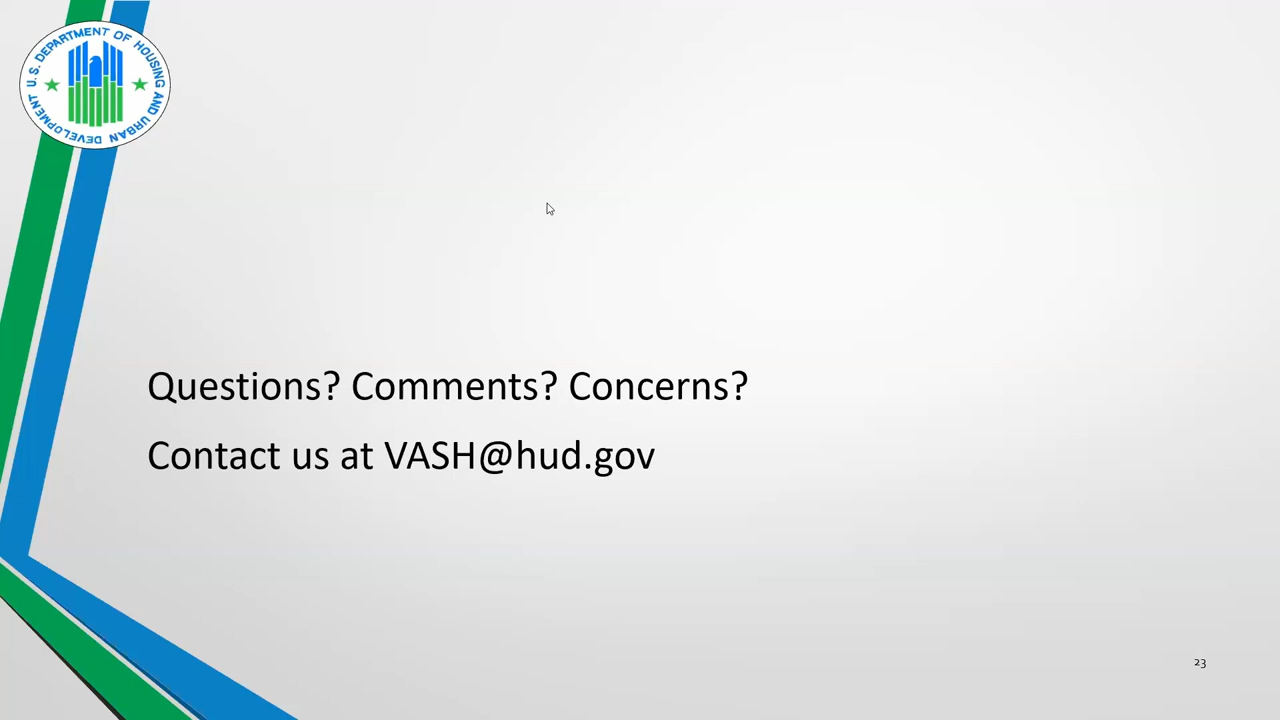 U.S. DEPARTMENT OF HOUSING AND URBAN DEVELOPMENT
Questions? Comments? Concerns?
Contact us at VASH@hud.gov
23